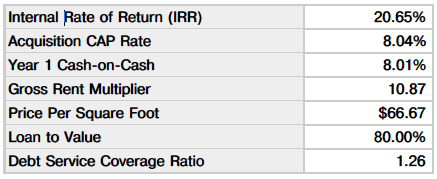 Internal Rate of Return (IRR) 20.65%
Acquisition CAP Rate 8.04%
Year 1 Cash-on-Cash 8.01%
Gross Rent Multiplier 10.87
Price Per Square Foot $66.67
Loan to Value 80.00%
Debt Service Coverage Ratio 1.26